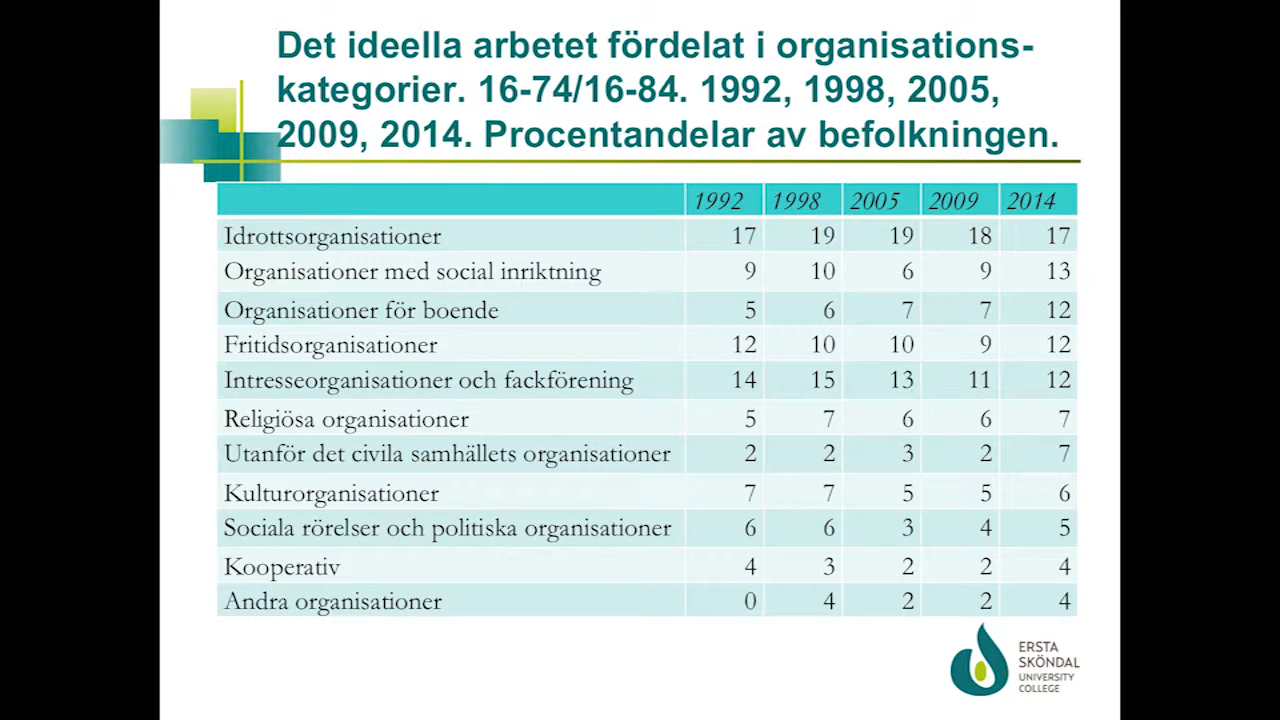 Det ideella arbetet fördelat i organisations-
kategorier. 16-74/16-84. 1992, 1998, 2005,
2009, 2014. Procentandelar av befolkningen.
1992 1998 2005 2009 2014
Idrottsorganisationer 17 19 19 18 17
Organisationer med social inriktning 9 10 6 9 13
Organisationer för boende 5 6 7 7 12
Fritidsorganisationer 12 10 10 9 12
Intresseorganisationer och fackförening 14 15 13 11 12
Religiösa organisationer 5 7 6 6 7
Utanför det civila samhällets organisationer 2 2 3 2 7
Kulturorganisationer 7 7 5 5 6
Sociala rörelser och politiska organisationer 6 6 3 4 5
Kooperativ 4 3 2 2 4
Andra organisationer 0 4 2 2 4
ERSTA
SKÖNDAL
UNIVERSITY
COLLEGE